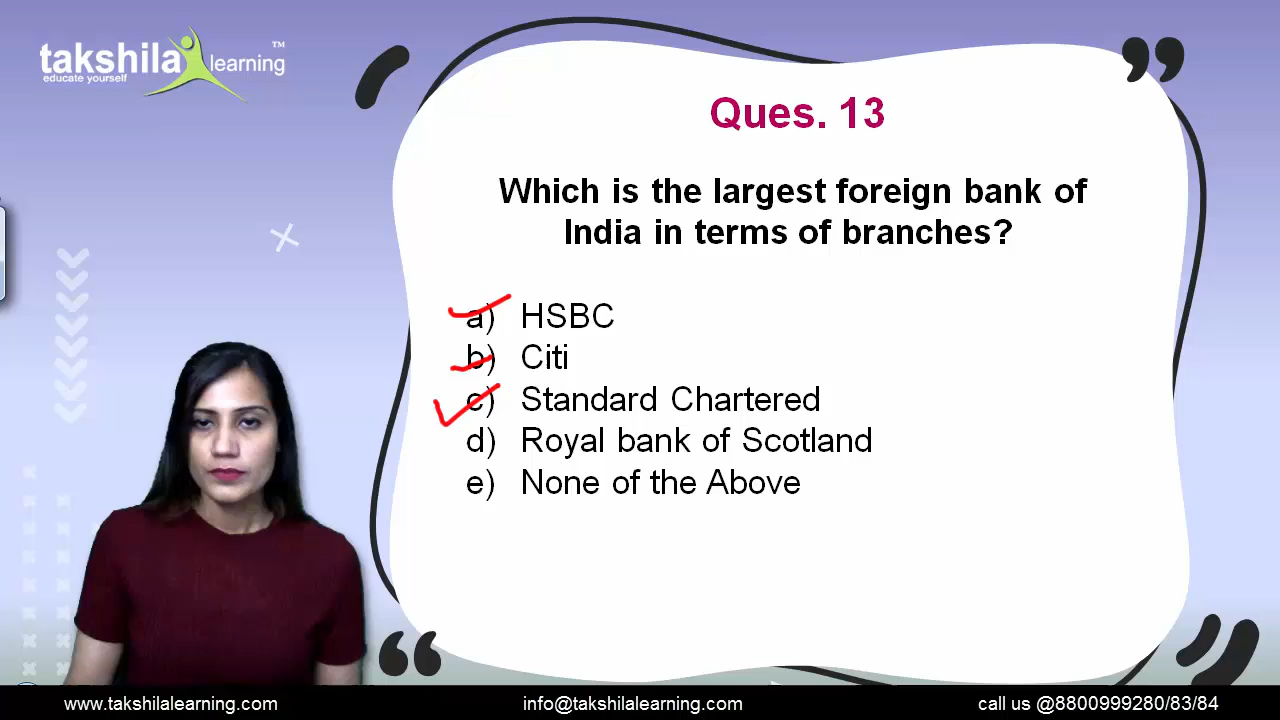 takshila learning™
educate yourself
Ques. 13
Which is the largest foreign bank of
India in terms of branches?
a) HSBC
b) Citi
c) Standard Chartered
d) Royal bank of Scotland
e) None of the Above
www.takshilalearning.com info@takshilalearning.com call us @8800999280/83/84